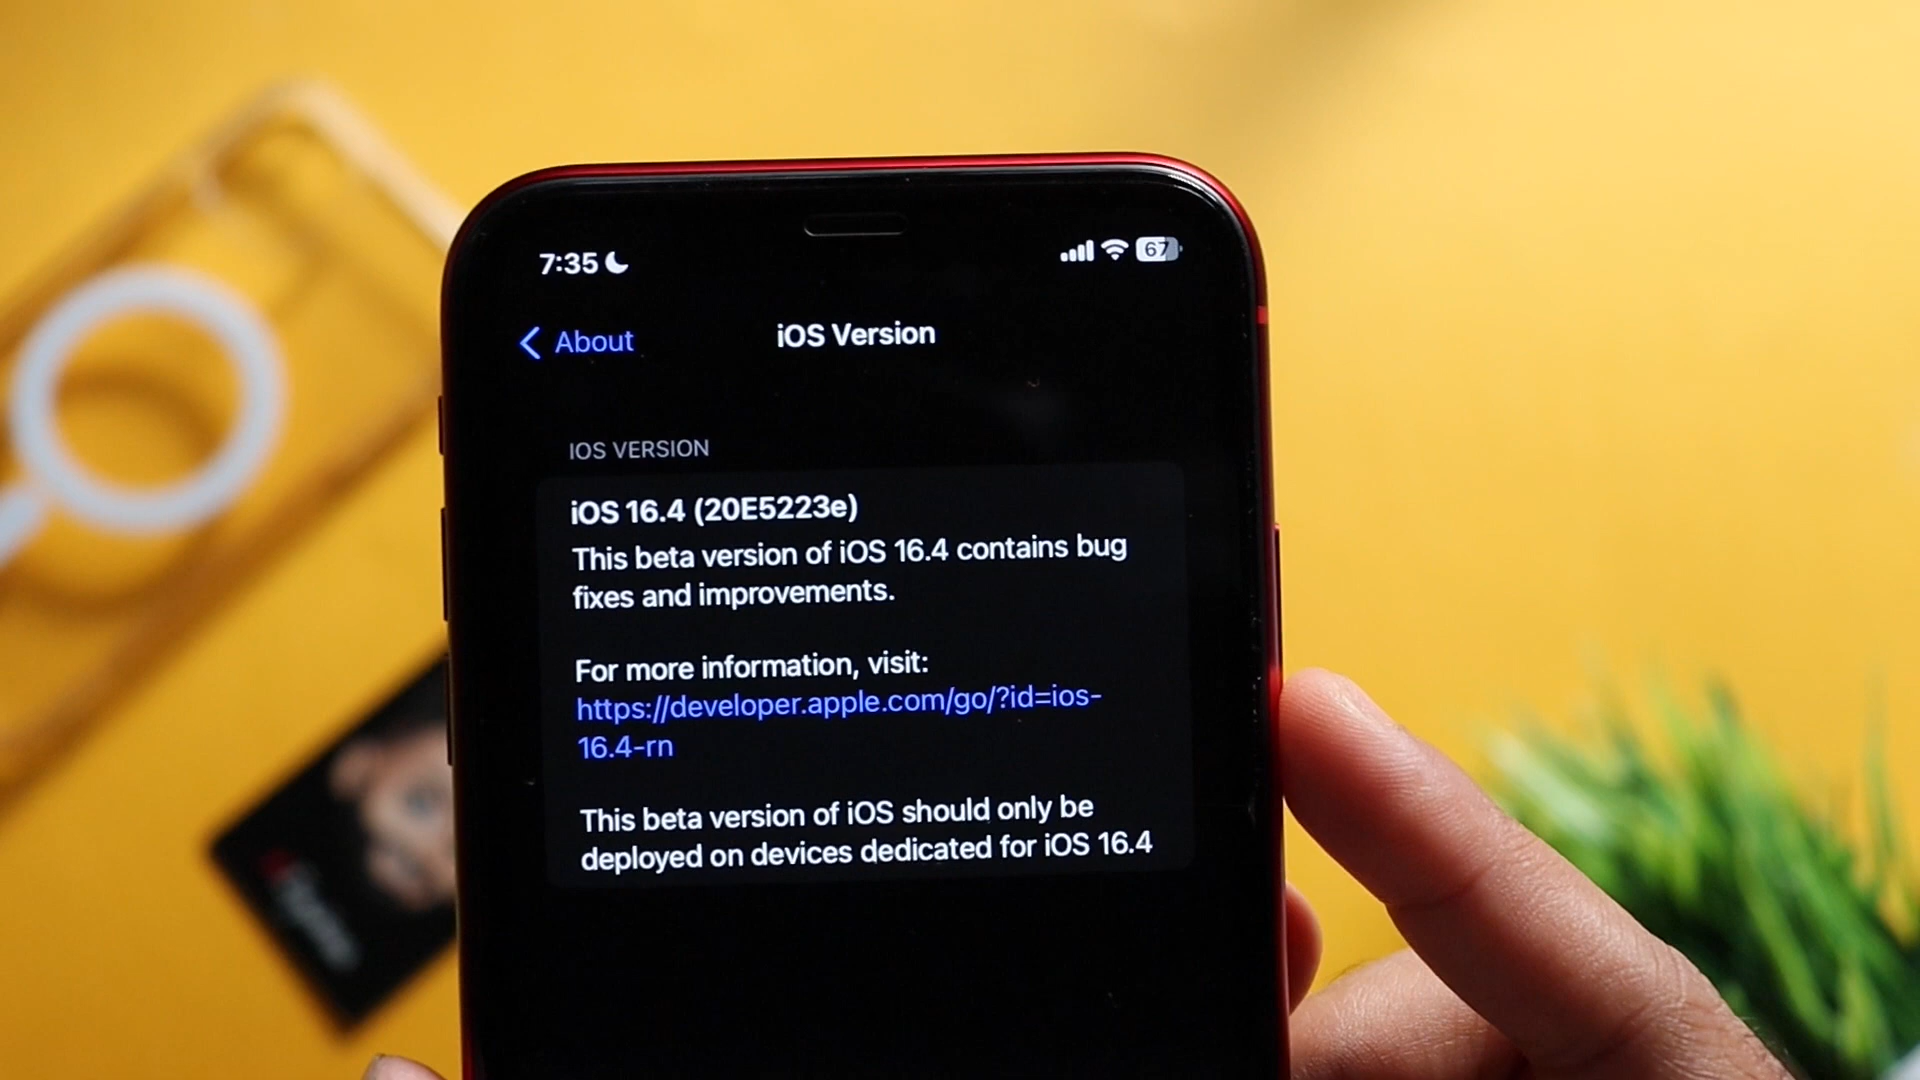 7:35
67
About
iOS Version
IOS VERSION
iOS 16.4 (20E5223e)
This beta version of iOS 16.4 contains bug
fixes and improvements.
For more information, visit:
https://developer.apple.com/go/?id=ios-
16.4-rn
This beta version of iOS should only be
deployed on devices dedicated for iOS 16.4